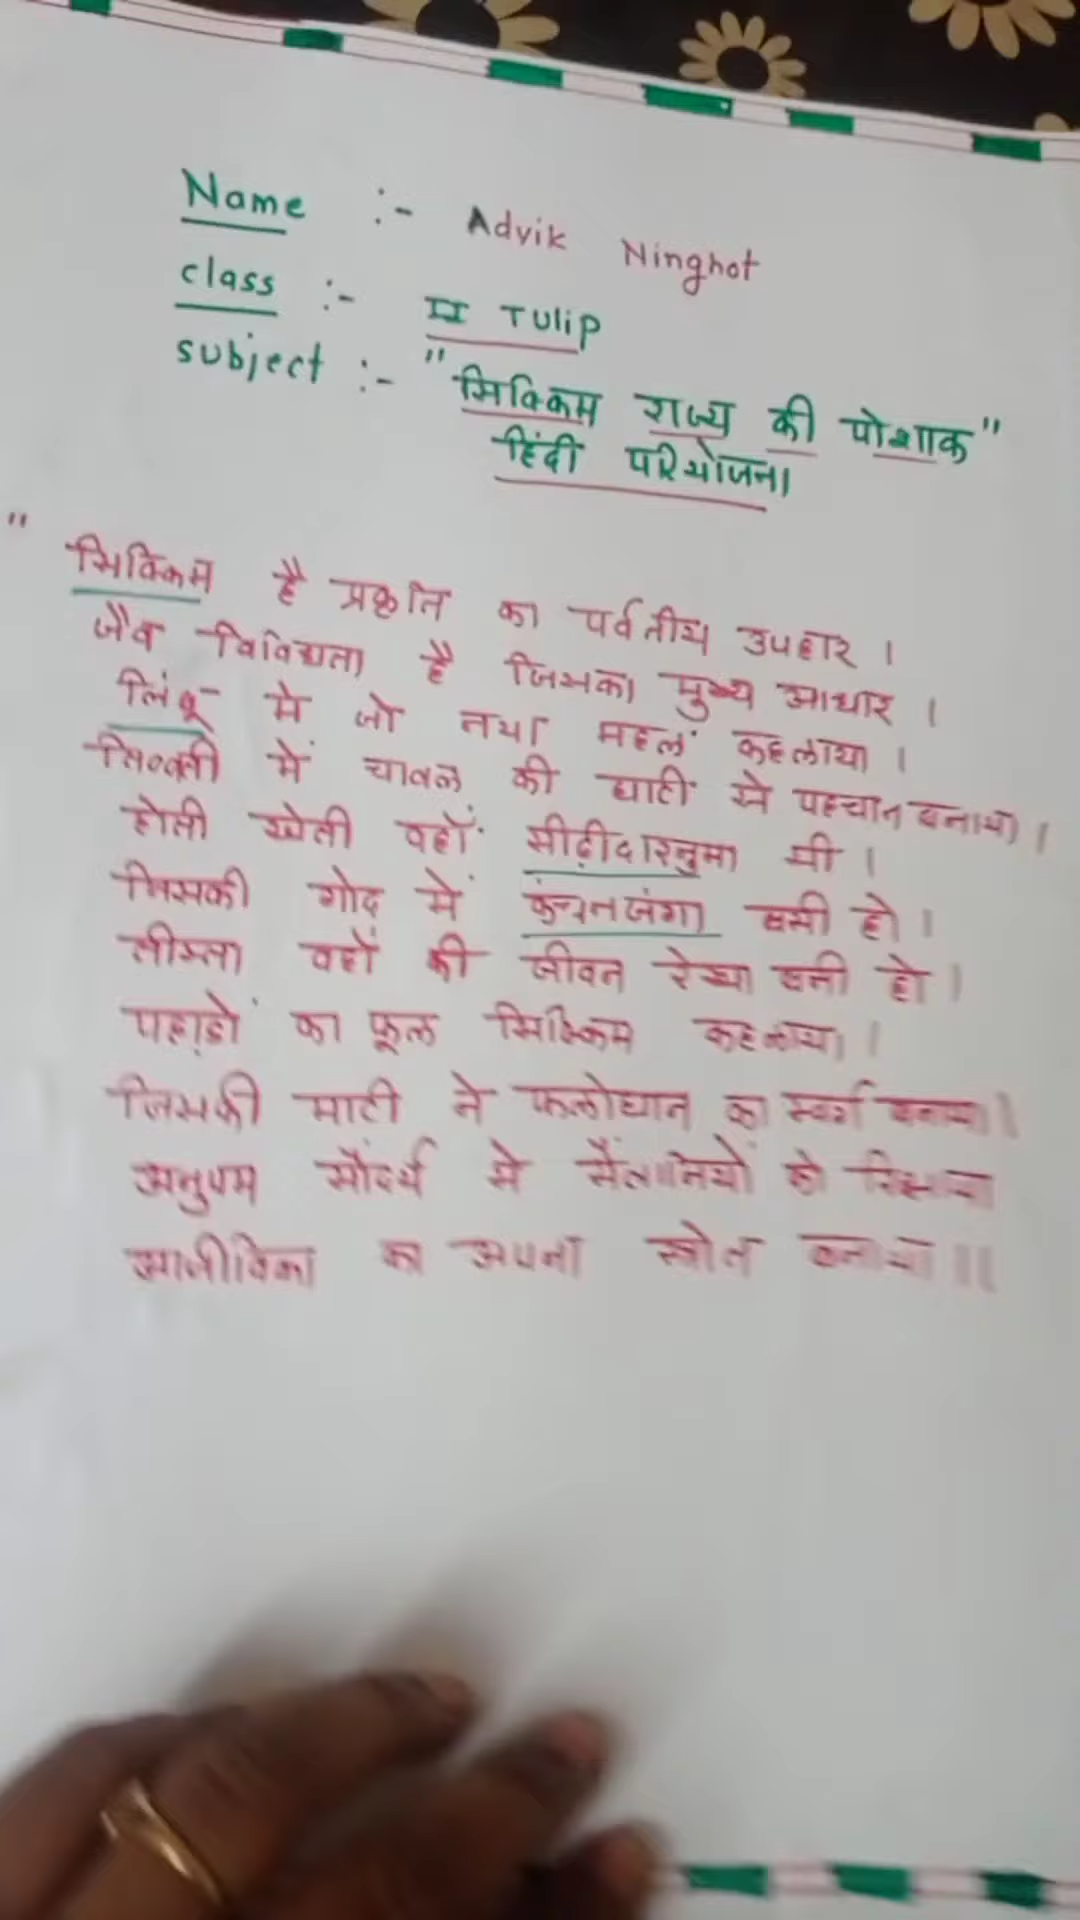 Name :- Advik Ninghot
class :- II Tulip
subject :- "सिक्किम राज्य की पोशाक"
हिंदी परियोजना
" सिक्किम है प्रकृति का पर्वतीय उपहार ।
जैव विविधता है जिसका मुख्य आधार ।
लिंबू में जो नया महल कहलाया ।
में चावल की घाटी से पहचान बनाया ।
होती खेती वहाँ सीढ़ीदारनुमा भी ।
जिसकी गोद में कंचनजंगा बसी हो ।
तीस्ता वहाँ की जीवन रेखा बनी हो ।
पहाड़ों का फूल सिक्किम कहलाया ।
जिसकी माटी ने फलोद्यान का स्वर्ग बनाया ।
अनुपम सौंदर्य से सैलानियों को रिझाया
आजीविका का अपना स्त्रोत बनाया ॥